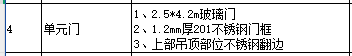 4
单元门
1、2.5*4.2m玻璃门
2、1.2mm厚201不锈钢门框
3、上部吊顶部位不锈钢翻边